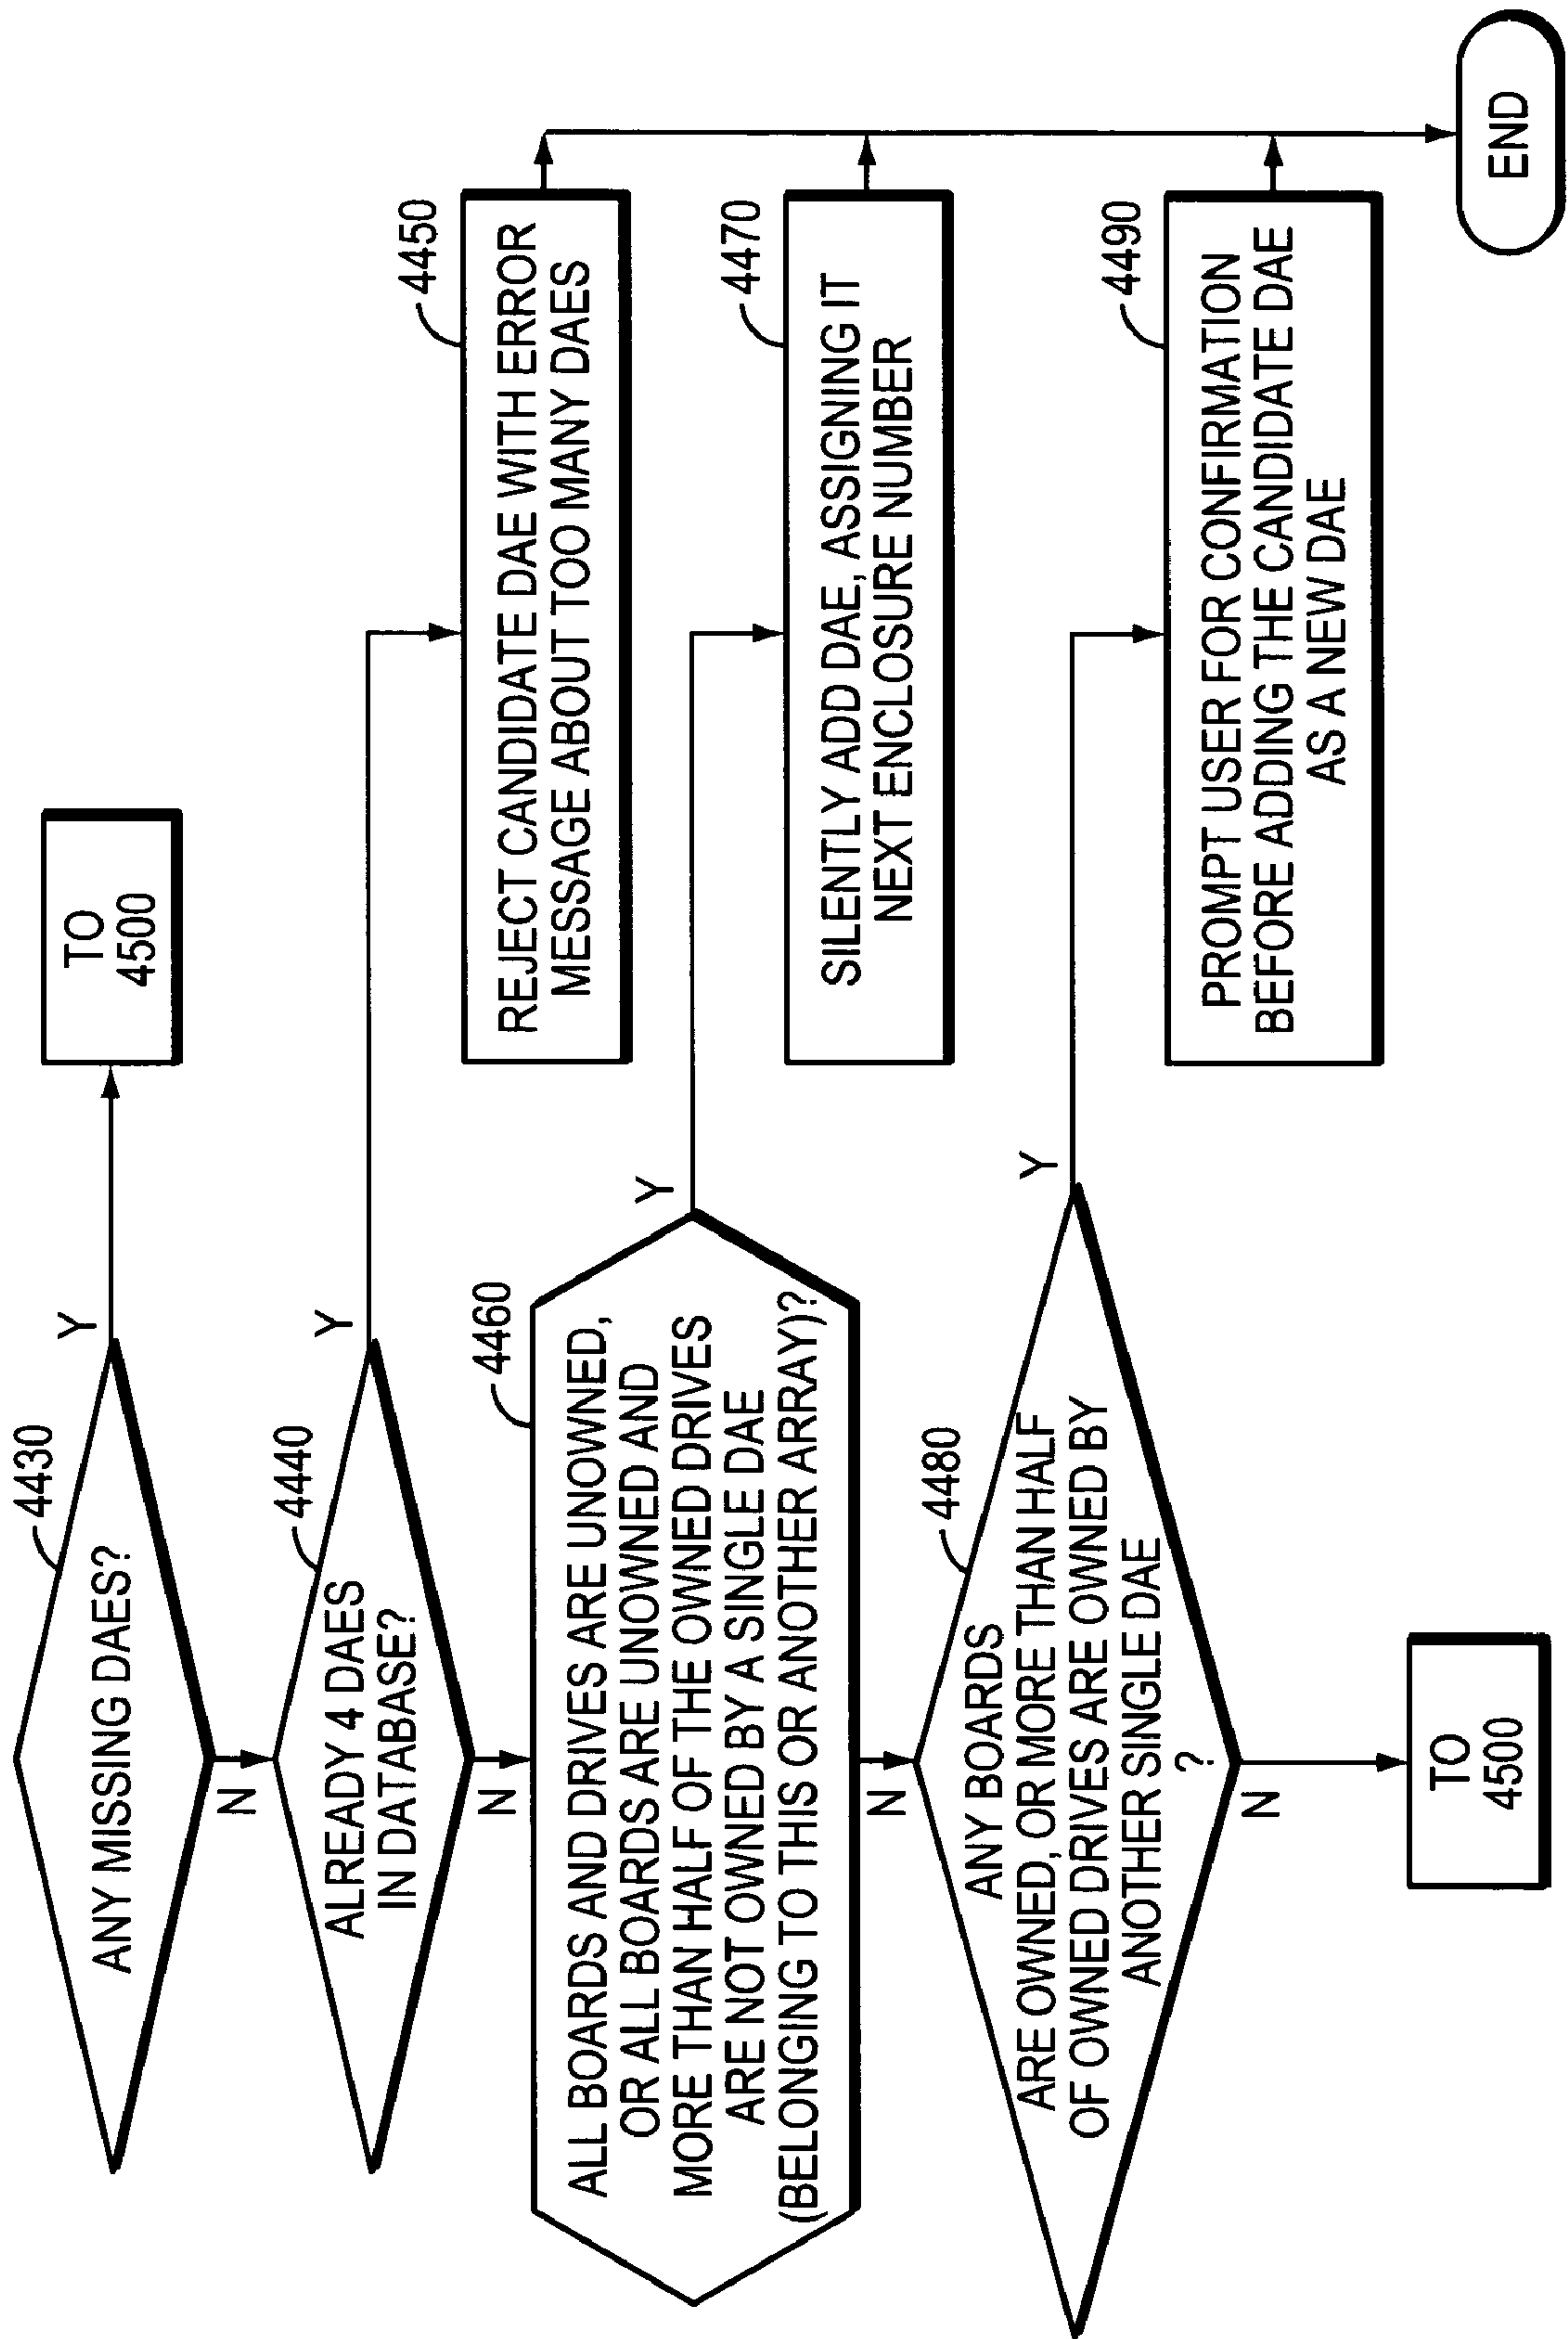 4430
ANY MISSING DAES?
Y
TO
4500
N
4440
ALREADY 4 DAES
IN DATABASE?
Y
4450
REJECT CANDIDATE DAE WITH ERROR
MESSAGE ABOUT TOO MANY DAES
N
4460
ALL BOARDS AND DRIVES ARE UNOWNED,
OR ALL BOARDS ARE UNOWNED AND
MORE THAN HALF OF THE OWNED DRIVES
ARE NOT OWNED BY A SINGLE DAE
(BELONGING TO THIS OR ANOTHER ARRAY)?
Y
4470
SILENTLY ADD DAE, ASSIGNING IT
NEXT ENCLOSURE NUMBER
N
4480
ANY BOARDS
ARE OWNED, OR MORE THAN HALF
OF OWNED DRIVES ARE OWNED BY
ANOTHER SINGLE DAE
?
Y
4490
PROMPT USER FOR CONFIRMATION
BEFORE ADDING THE CANDIDATE DAE
AS A NEW DAE
N
TO
4500
END